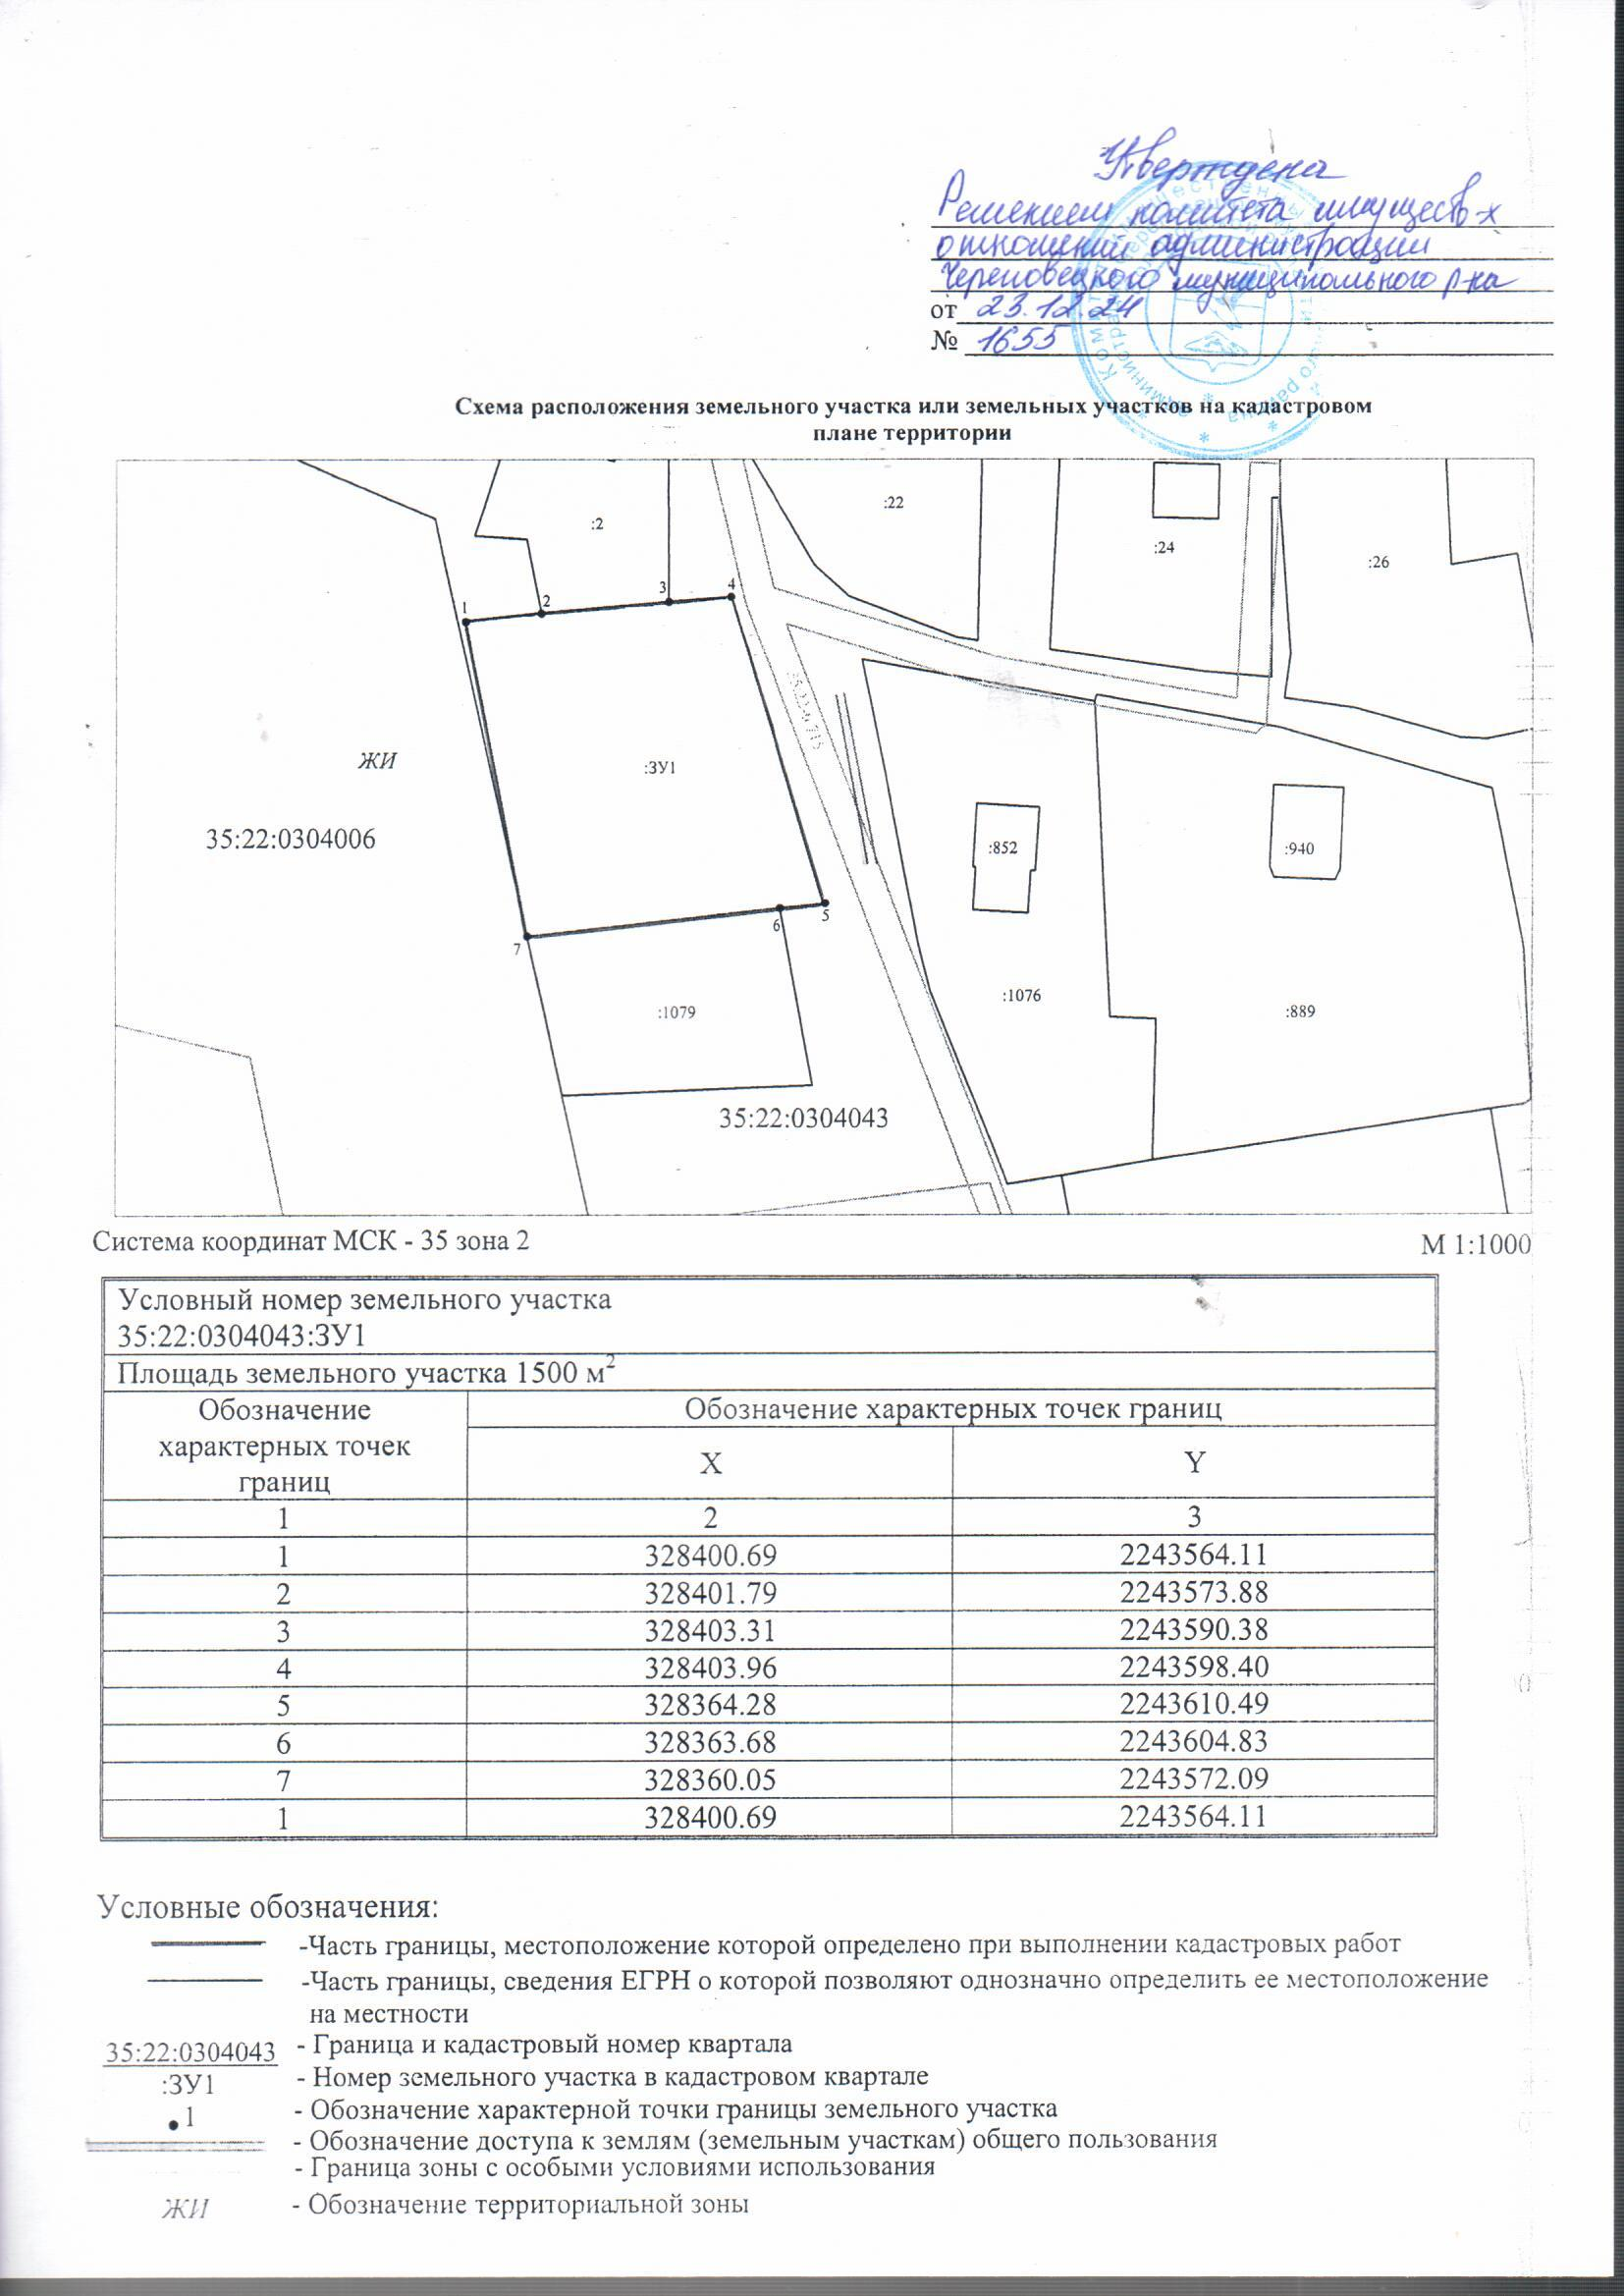 Утверждена
Решением комитета имуществ-х
отношений администрации
Череповецкого муниципального р-на
от 23.12.24
№ 1655
Схема расположения земельного участка или земельных участков на кадастровом
плане территории
:2
:22
:24
:26
1
2
3
4
ЖИ
:ЗУ1
35:22:0304006
:852
:940
5
6
7
:1079
:1076
:889
35:22:0304043
Система координат МСК - 35 зона 2
М 1:1000
Условный номер земельного участка
35:22:0304043:ЗУ1
Площадь земельного участка 1500 м²
Обозначение характерных точек границ
Обозначение характерных точек границ
X Y
1 2 3
1 328400.69 2243564.11
2 328401.79 2243573.88
3 328403.31 2243590.38
4 328403.96 2243598.40
5 328364.28 2243610.49
6 328363.68 2243604.83
7 328360.05 2243572.09
1 328400.69 2243564.11
Условные обозначения:
-Часть границы, местоположение которой определено при выполнении кадастровых работ
-Часть границы, сведения ЕГРН о которой позволяют однозначно определить ее местоположение
на местности
35:22:0304043 - Граница и кадастровый номер квартала
:ЗУ1 - Номер земельного участка в кадастровом квартале
1 - Обозначение характерной точки границы земельного участка
- Обозначение доступа к землям (земельным участкам) общего пользования
- Граница зоны с особыми условиями использования
ЖИ - Обозначение территориальной зоны